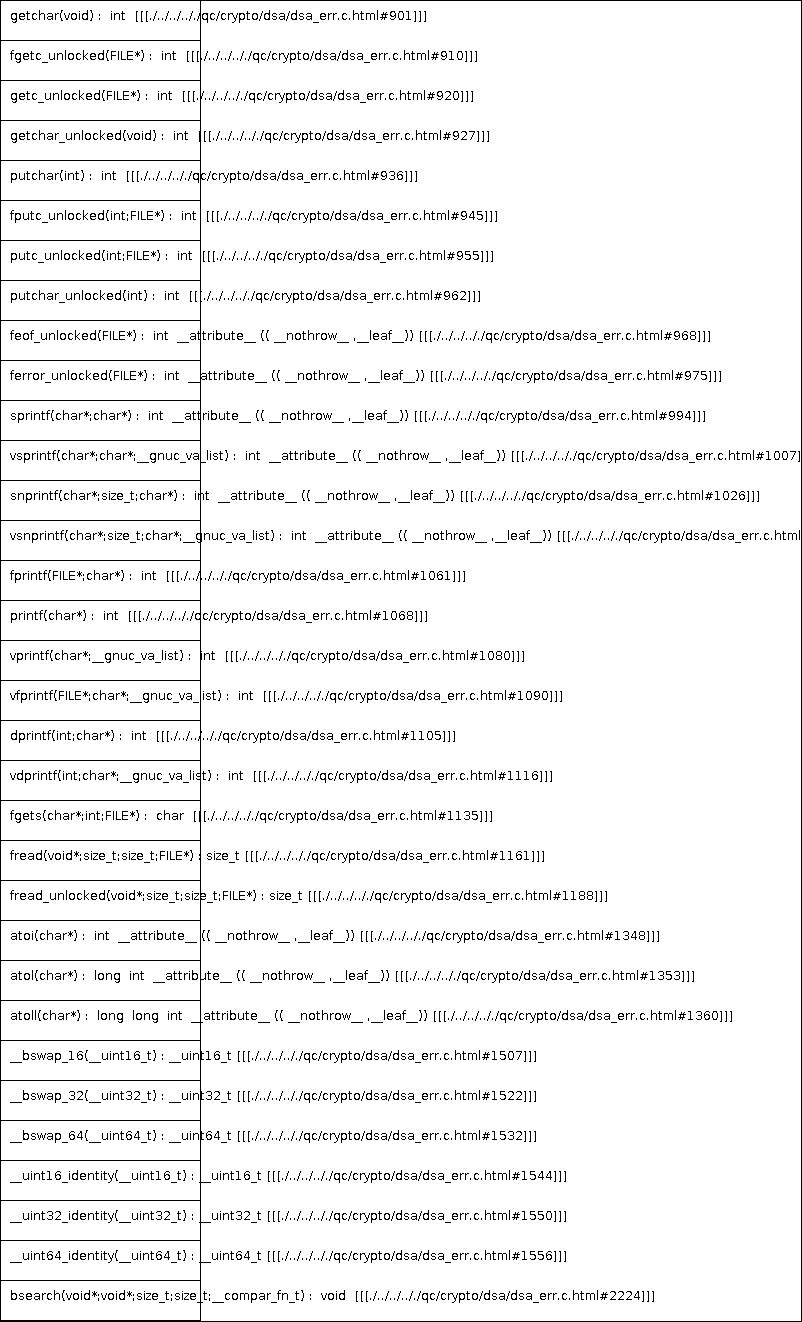 getchar(void) : int [[[./../../../../qc/crypto/dsa/dsa_err.c.html#901]]]
fgetc_unlocked(FILE*) : int [[[./../../../../qc/crypto/dsa/dsa_err.c.html#910]]]
getc_unlocked(FILE*) : int [[[./../../../../qc/crypto/dsa/dsa_err.c.html#920]]]
getchar_unlocked(void) : int [[[./../../../../qc/crypto/dsa/dsa_err.c.html#927]]]
putchar(int) : int [[[./../../../../qc/crypto/dsa/dsa_err.c.html#936]]]
fputc_unlocked(int;FILE*) : int [[[./../../../../qc/crypto/dsa/dsa_err.c.html#945]]]
putc_unlocked(int;FILE*) : int [[[./../../../../qc/crypto/dsa/dsa_err.c.html#955]]]
putchar_unlocked(int) : int [[[./../../../../qc/crypto/dsa/dsa_err.c.html#962]]]
feof_unlocked(FILE*) : int __attribute__ (( __nothrow__ ,__leaf__)) [[[./../../../../qc/crypto/dsa/dsa_err.c.html#968]]]
ferror_unlocked(FILE*) : int __attribute__ (( __nothrow__ ,__leaf__)) [[[./../../../../qc/crypto/dsa/dsa_err.c.html#975]]]
sprintf(char*;char*) : int __attribute__ (( __nothrow__ ,__leaf__)) [[[./../../../../qc/crypto/dsa/dsa_err.c.html#994]]]
vsprintf(char*;char*;__gnuc_va_list) : int __attribute__ (( __nothrow__ ,__leaf__)) [[[./../../../../qc/crypto/dsa/dsa_err.c.html#1007]
snprintf(char*;size_t;char*) : int __attribute__ (( __nothrow__ ,__leaf__)) [[[./../../../../qc/crypto/dsa/dsa_err.c.html#1026]]]
vsnprintf(char*;size_t;char*;__gnuc_va_list) : int __attribute__ (( __nothrow__ ,__leaf__)) [[[./../../../../qc/crypto/dsa/dsa_err.c.html
fprintf(FILE*;char*) : int [[[./../../../../qc/crypto/dsa/dsa_err.c.html#1061]]]
printf(char*) : int [[[./../../../../qc/crypto/dsa/dsa_err.c.html#1068]]]
vprintf(char*;__gnuc_va_list) : int [[[./../../../../qc/crypto/dsa/dsa_err.c.html#1080]]]
vfprintf(FILE*;char*;__gnuc_va_list) : int [[[./../../../../qc/crypto/dsa/dsa_err.c.html#1090]]]
dprintf(int;char*) : int [[[./../../../../qc/crypto/dsa/dsa_err.c.html#1105]]]
vdprintf(int;char*;__gnuc_va_list) : int [[[./../../../../qc/crypto/dsa/dsa_err.c.html#1116]]]
fgets(char*;int;FILE*) : char [[[./../../../../qc/crypto/dsa/dsa_err.c.html#1135]]]
fread(void*;size_t;size_t;FILE*) : size_t [[[./../../../../qc/crypto/dsa/dsa_err.c.html#1161]]]
fread_unlocked(void*;size_t;size_t;FILE*) : size_t [[[./../../../../qc/crypto/dsa/dsa_err.c.html#1188]]]
atoi(char*) : int __attribute__ (( __nothrow__ ,__leaf__)) [[[./../../../../qc/crypto/dsa/dsa_err.c.html#1348]]]
atol(char*) : long int __attribute__ (( __nothrow__ ,__leaf__)) [[[./../../../../qc/crypto/dsa/dsa_err.c.html#1353]]]
atoll(char*) : long long int __attribute__ (( __nothrow__ ,__leaf__)) [[[./../../../../qc/crypto/dsa/dsa_err.c.html#1360]]]
__bswap_16(__uint16_t) : __uint16_t [[[./../../../../qc/crypto/dsa/dsa_err.c.html#1507]]]
__bswap_32(__uint32_t) : __uint32_t [[[./../../../../qc/crypto/dsa/dsa_err.c.html#1522]]]
__bswap_64(__uint64_t) : __uint64_t [[[./../../../../qc/crypto/dsa/dsa_err.c.html#1532]]]
__uint16_identity(__uint16_t) : __uint16_t [[[./../../../../qc/crypto/dsa/dsa_err.c.html#1544]]]
__uint32_identity(__uint32_t) : __uint32_t [[[./../../../../qc/crypto/dsa/dsa_err.c.html#1550]]]
__uint64_identity(__uint64_t) : __uint64_t [[[./../../../../qc/crypto/dsa/dsa_err.c.html#1556]]]
bsearch(void*;void*;size_t;size_t;__compar_fn_t) : void [[[./../../../../qc/crypto/dsa/dsa_err.c.html#2224]]]